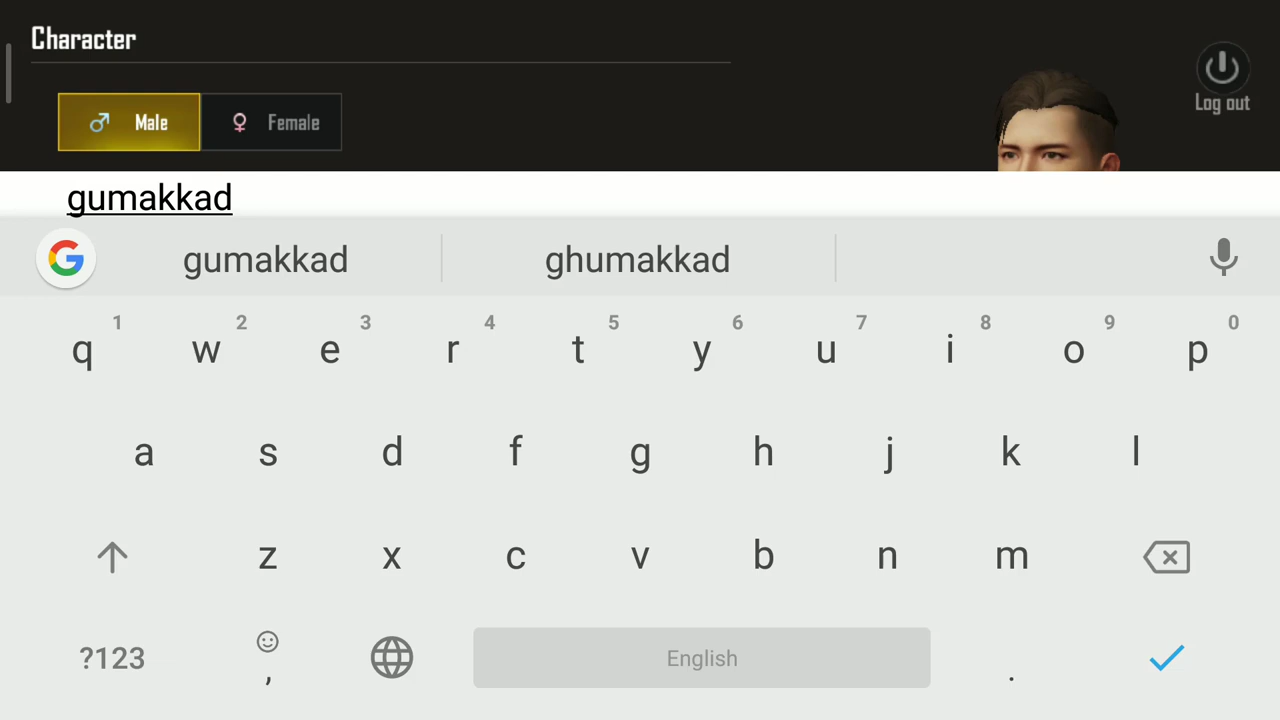 Character
Log out
♂ Male ♀ Female
gumakkad
G gumakkad ghumakkad
1 2 3 4 5 6 7 8 9 0
q w e r t y u i o p
a s d f g h j k l
z x c v b n m
?123 , English .